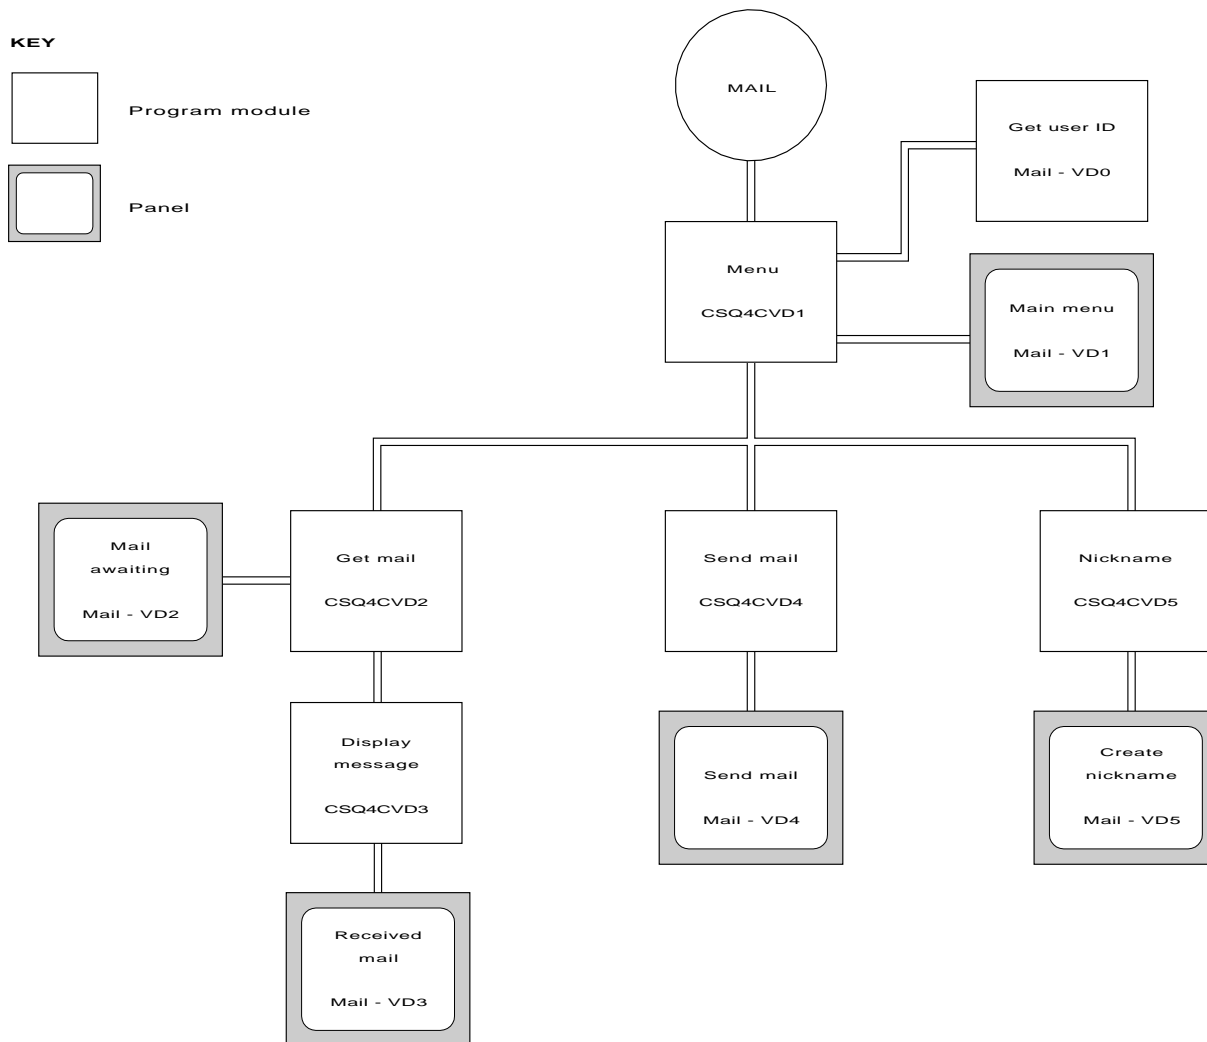 KEY
Program module
Panel
MAIL
Get user ID
Mail - VD0
Menu
CSQ4CVD1
Main menu
Mail - VD1
Mail
awaiting
Mail - VD2
Get mail
CSQ4CVD2
Send mail
CSQ4CVD4
Nickname
CSQ4CVD5
Display
message
CSQ4CVD3
Send mail
Mail - VD4
Create
nickname
Mail - VD5
Received
mail
Mail - VD3